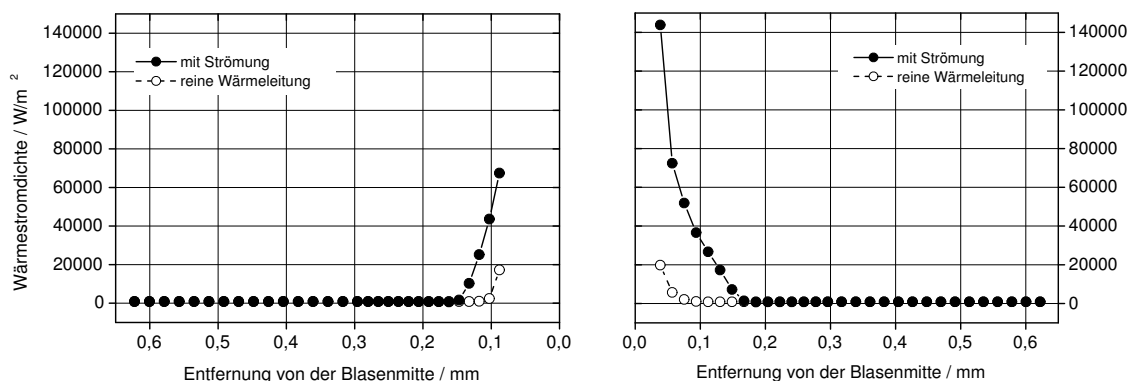 140000
120000
100000
80000
60000
40000
20000
0
Wärmestromdichte / W/m ²
mit Strömung
reine Wärmeleitung
0,6 0,5 0,4 0,3 0,2 0,1 0,0
Entfernung von der Blasenmitte / mm
mit Strömung
reine Wärmeleitung
140000
120000
100000
80000
60000
40000
20000
0
0,0 0,1 0,2 0,3 0,4 0,5 0,6
Entfernung von der Blasenmitte / mm